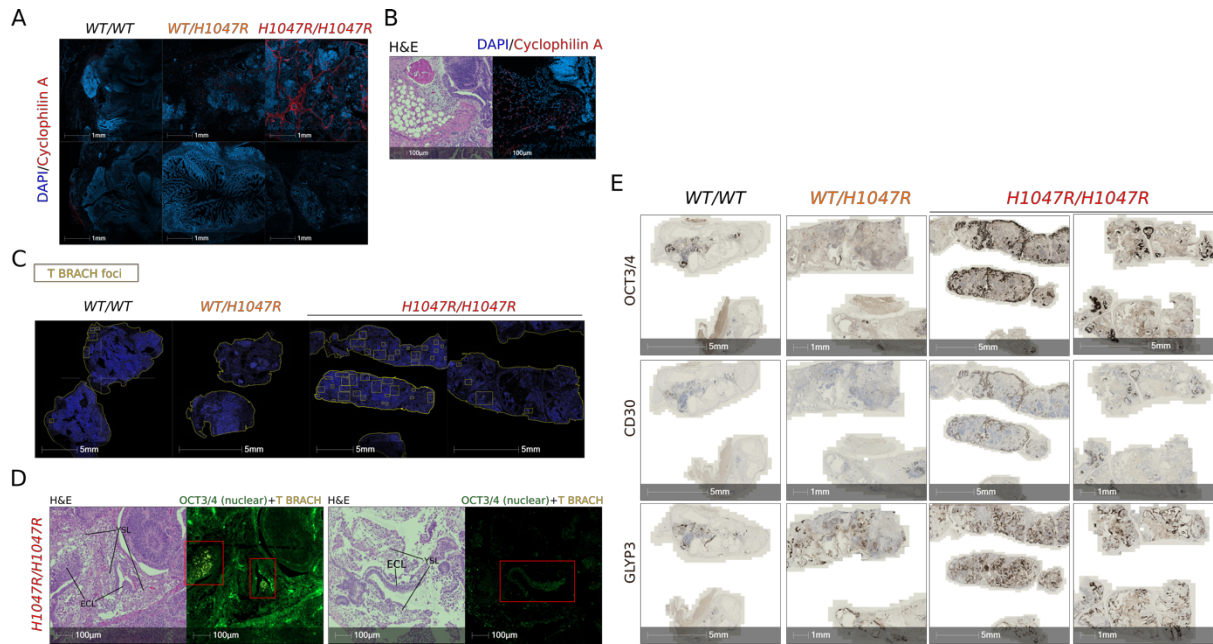 A
WT/WT
WT/H1047R
H1047R/H1047R
DAPI/Cyclophilin A
1mm
1mm
1mm
1mm
1mm
1mm
B
H&E
DAPI/Cyclophilin A
100µm
100µm
C
T BRACH foci
WT/WT
WT/H1047R
H1047R/H1047R
5mm
5mm
5mm
5mm
D
H1047R/H1047R
H&E
OCT3/4 (nuclear)+T BRACH
H&E
OCT3/4 (nuclear)+T BRACH
YSL
ECL
ECL
YSL
100µm
100µm
100µm
100µm
E
WT/WT
WT/H1047R
H1047R/H1047R
OCT3/4
5mm
1mm
5mm
5mm
CD30
5mm
1mm
5mm
1mm
GLYP3
5mm
1mm
5mm
1mm